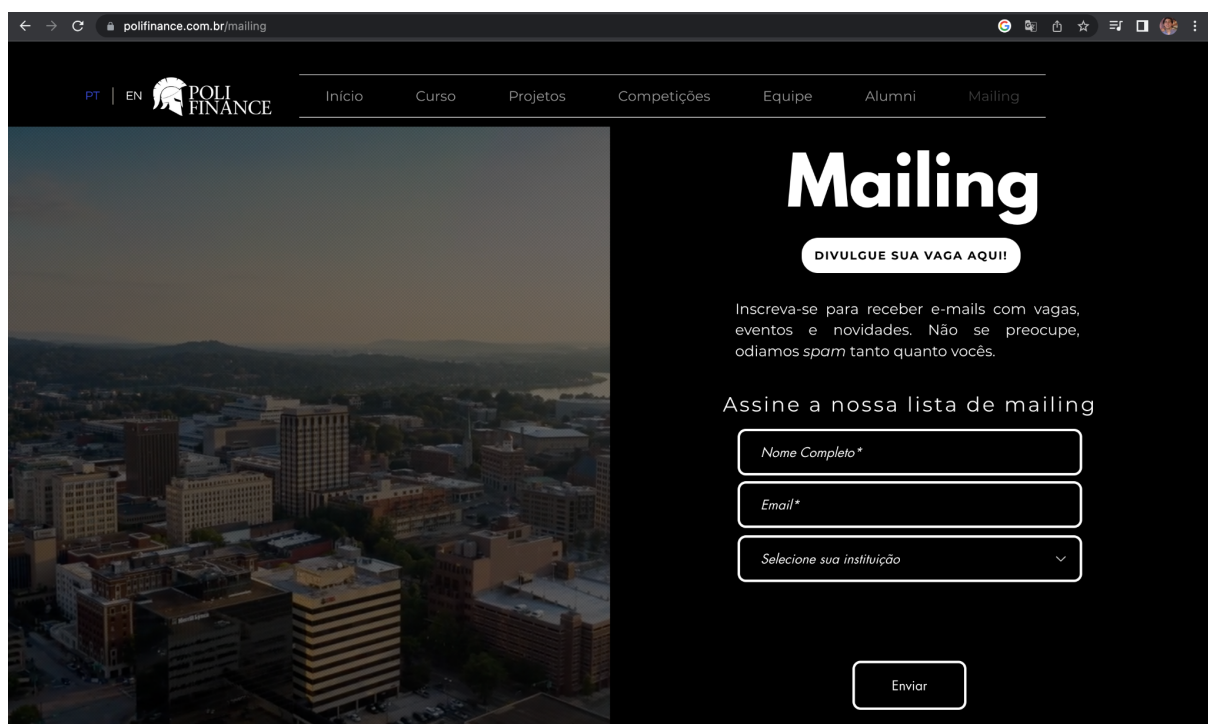 polifinance.com.br/mailing
PT | EN
POLI
FINANCE
Início Curso Projetos Competições Equipe Alumni Mailing
Mailing
DIVULGUE SUA VAGA AQUI!
Inscreva-se para receber e-mails com vagas,
eventos e novidades. Não se preocupe,
odiamos spam tanto quanto vocês.
Assine a nossa lista de mailing
Nome Completo*
Email*
Selecione sua instituição
Enviar